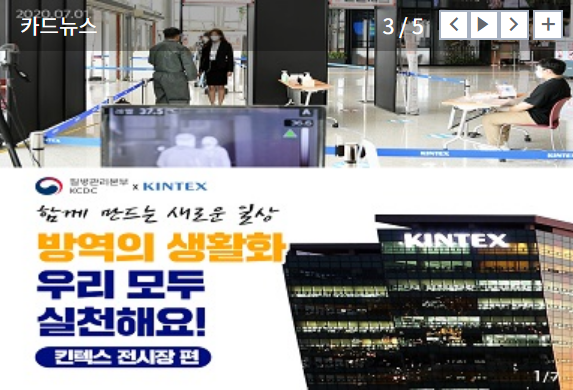 2020.07.01
카드뉴스
3 / 5
KINTEX
KINTEX
질병관리본부
KCDC
x KINTEX
함께 만드는 새로운 일상
방역의 생활화
우리 모두
실천해요!
킨텍스 전시장 편
KINTEX
1/7